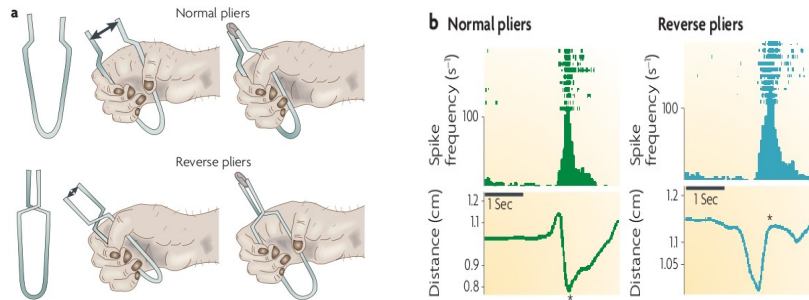 a
Normal pliers
Reverse pliers
b Normal pliers
Spike
frequency (s⁻¹)
100
1 Sec
Distance (cm)
1.2
1.1
0.9
0.8
*
Reverse pliers
Spike
frequency (s⁻¹)
100
1 Sec
Distance (cm)
1.2
1.1
1.05
*